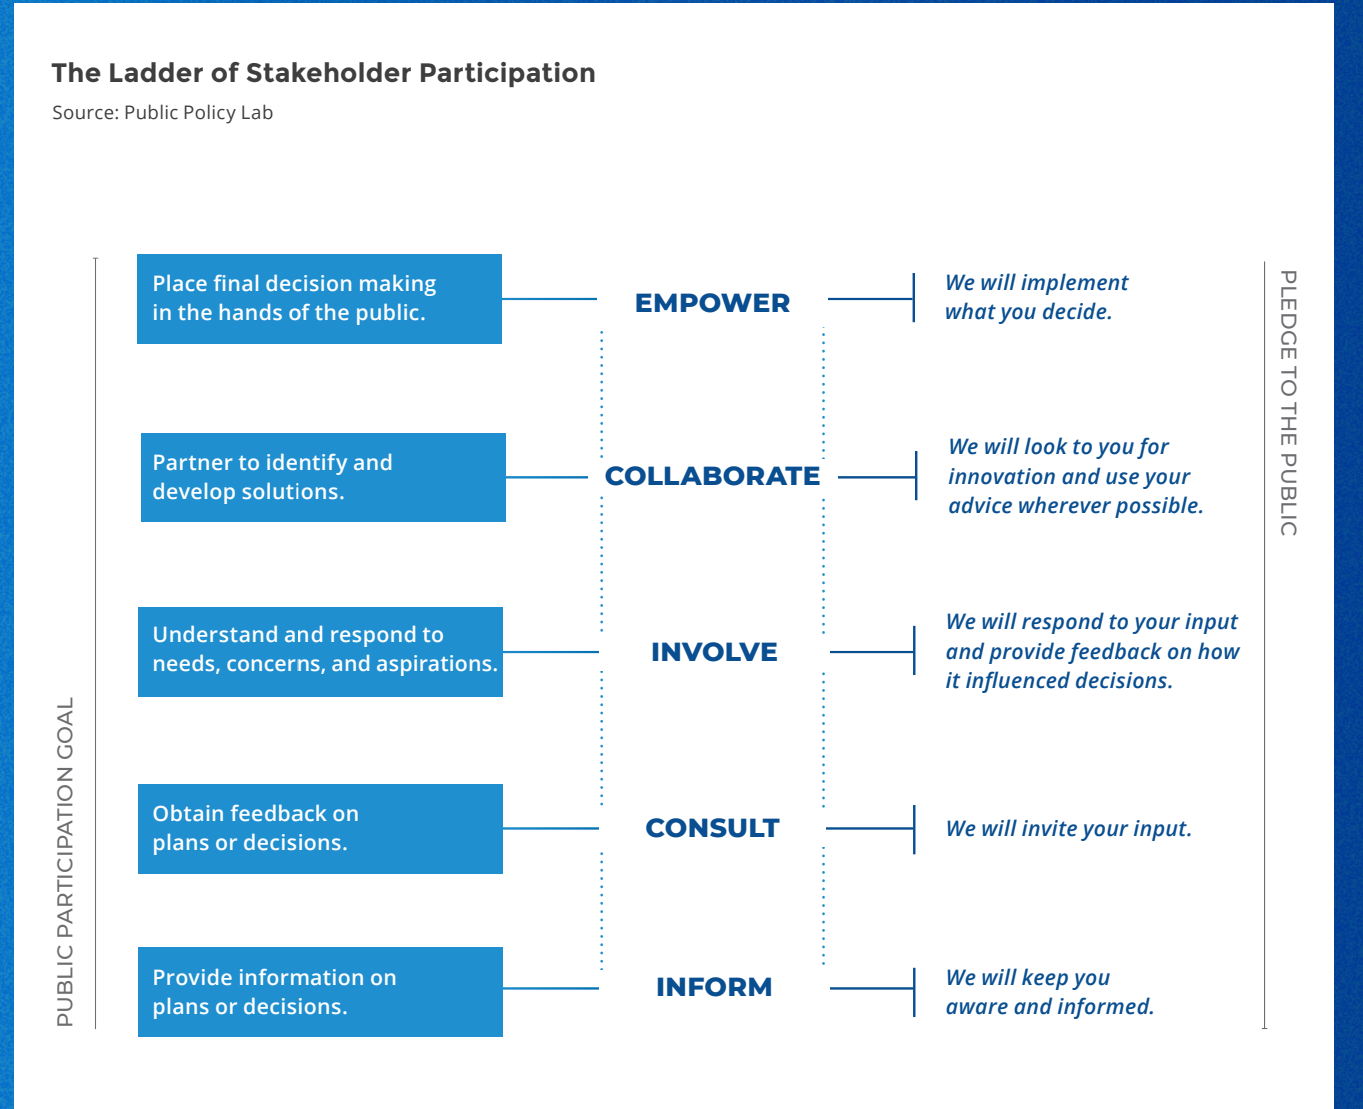 The Ladder of Stakeholder Participation
Source: Public Policy Lab
PUBLIC PARTICIPATION GOAL
PLEDGE TO THE PUBLIC
Place final decision making
in the hands of the public.
EMPOWER
We will implement
what you decide.
Partner to identify and
develop solutions.
COLLABORATE
We will look to you for
innovation and use your
advice wherever possible.
Understand and respond to
needs, concerns, and aspirations.
INVOLVE
We will respond to your input
and provide feedback on how
it influenced decisions.
Obtain feedback on
plans or decisions.
CONSULT
We will invite your input.
Provide information on
plans or decisions.
INFORM
We will keep you
aware and informed.